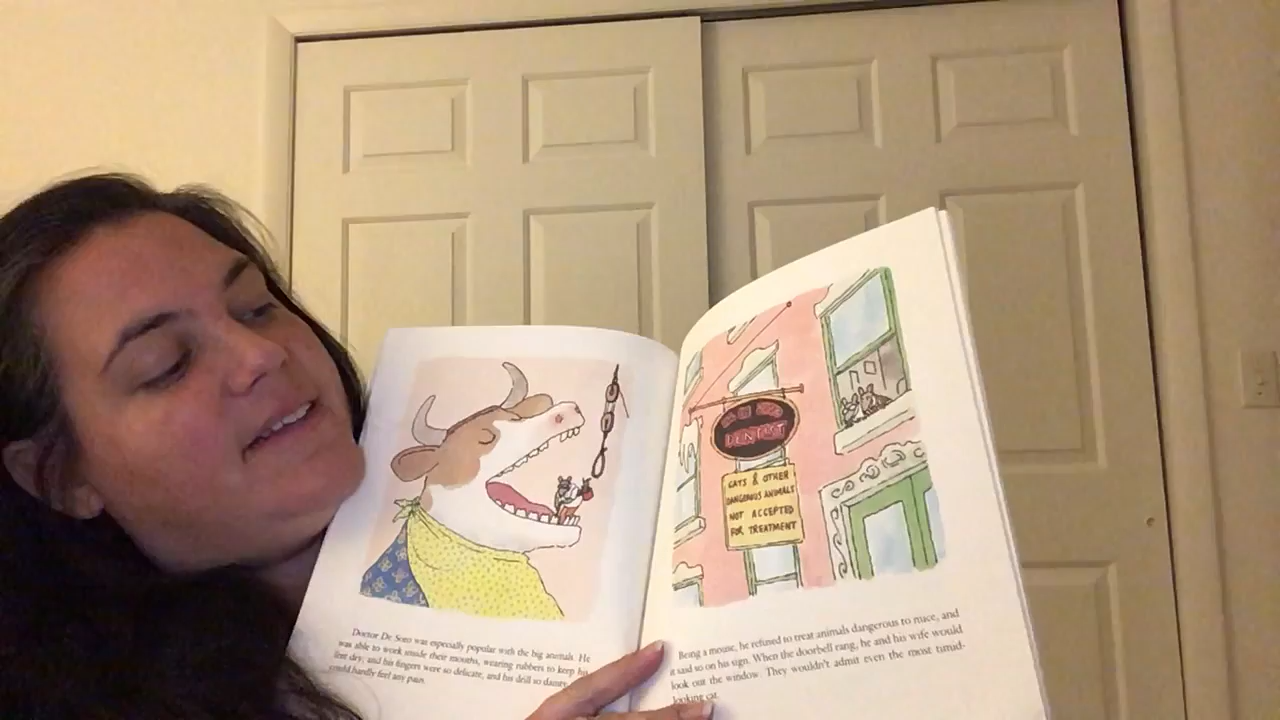 Doctor De Soto was especially popular with the big animals. He
was able to work inside their mouths, wearing rubbers to keep his
feet dry; and his fingers were so delicate, and his drill so dainty,
could hardly feel any pain.
DENTIST
CATS & OTHER
DANGEROUS ANIMALS
NOT ACCEPTED
FOR TREATMENT
Being a mouse, he refused to treat animals dangerous to mice, and
it said so on his sign. When the doorbell rang, he and his wife would
look out the window. They wouldn't admit even the most timid-
looking cat.